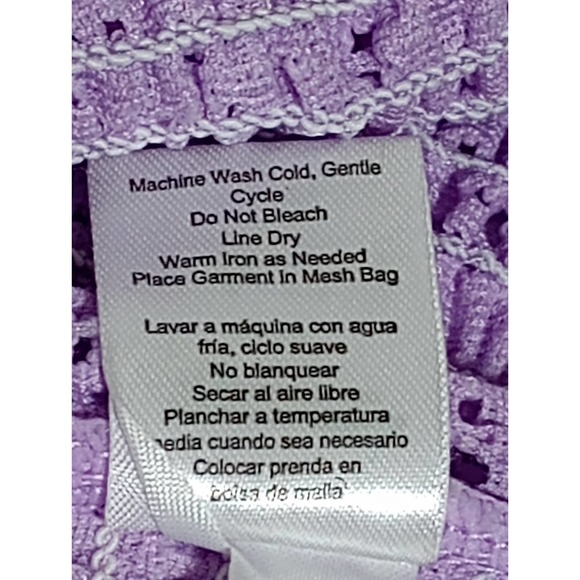 Machine Wash Cold, Gentle
Cycle
Do Not Bleach
Line Dry
Warm Iron as Needed
Place Garment in Mesh Bag
Lavar a máquina con agua
fría, ciclo suave
No blanquear
Secar al aire libre
Planchar a temperatura
media cuando sea necesario
Colocar prenda en
bolsa de malla